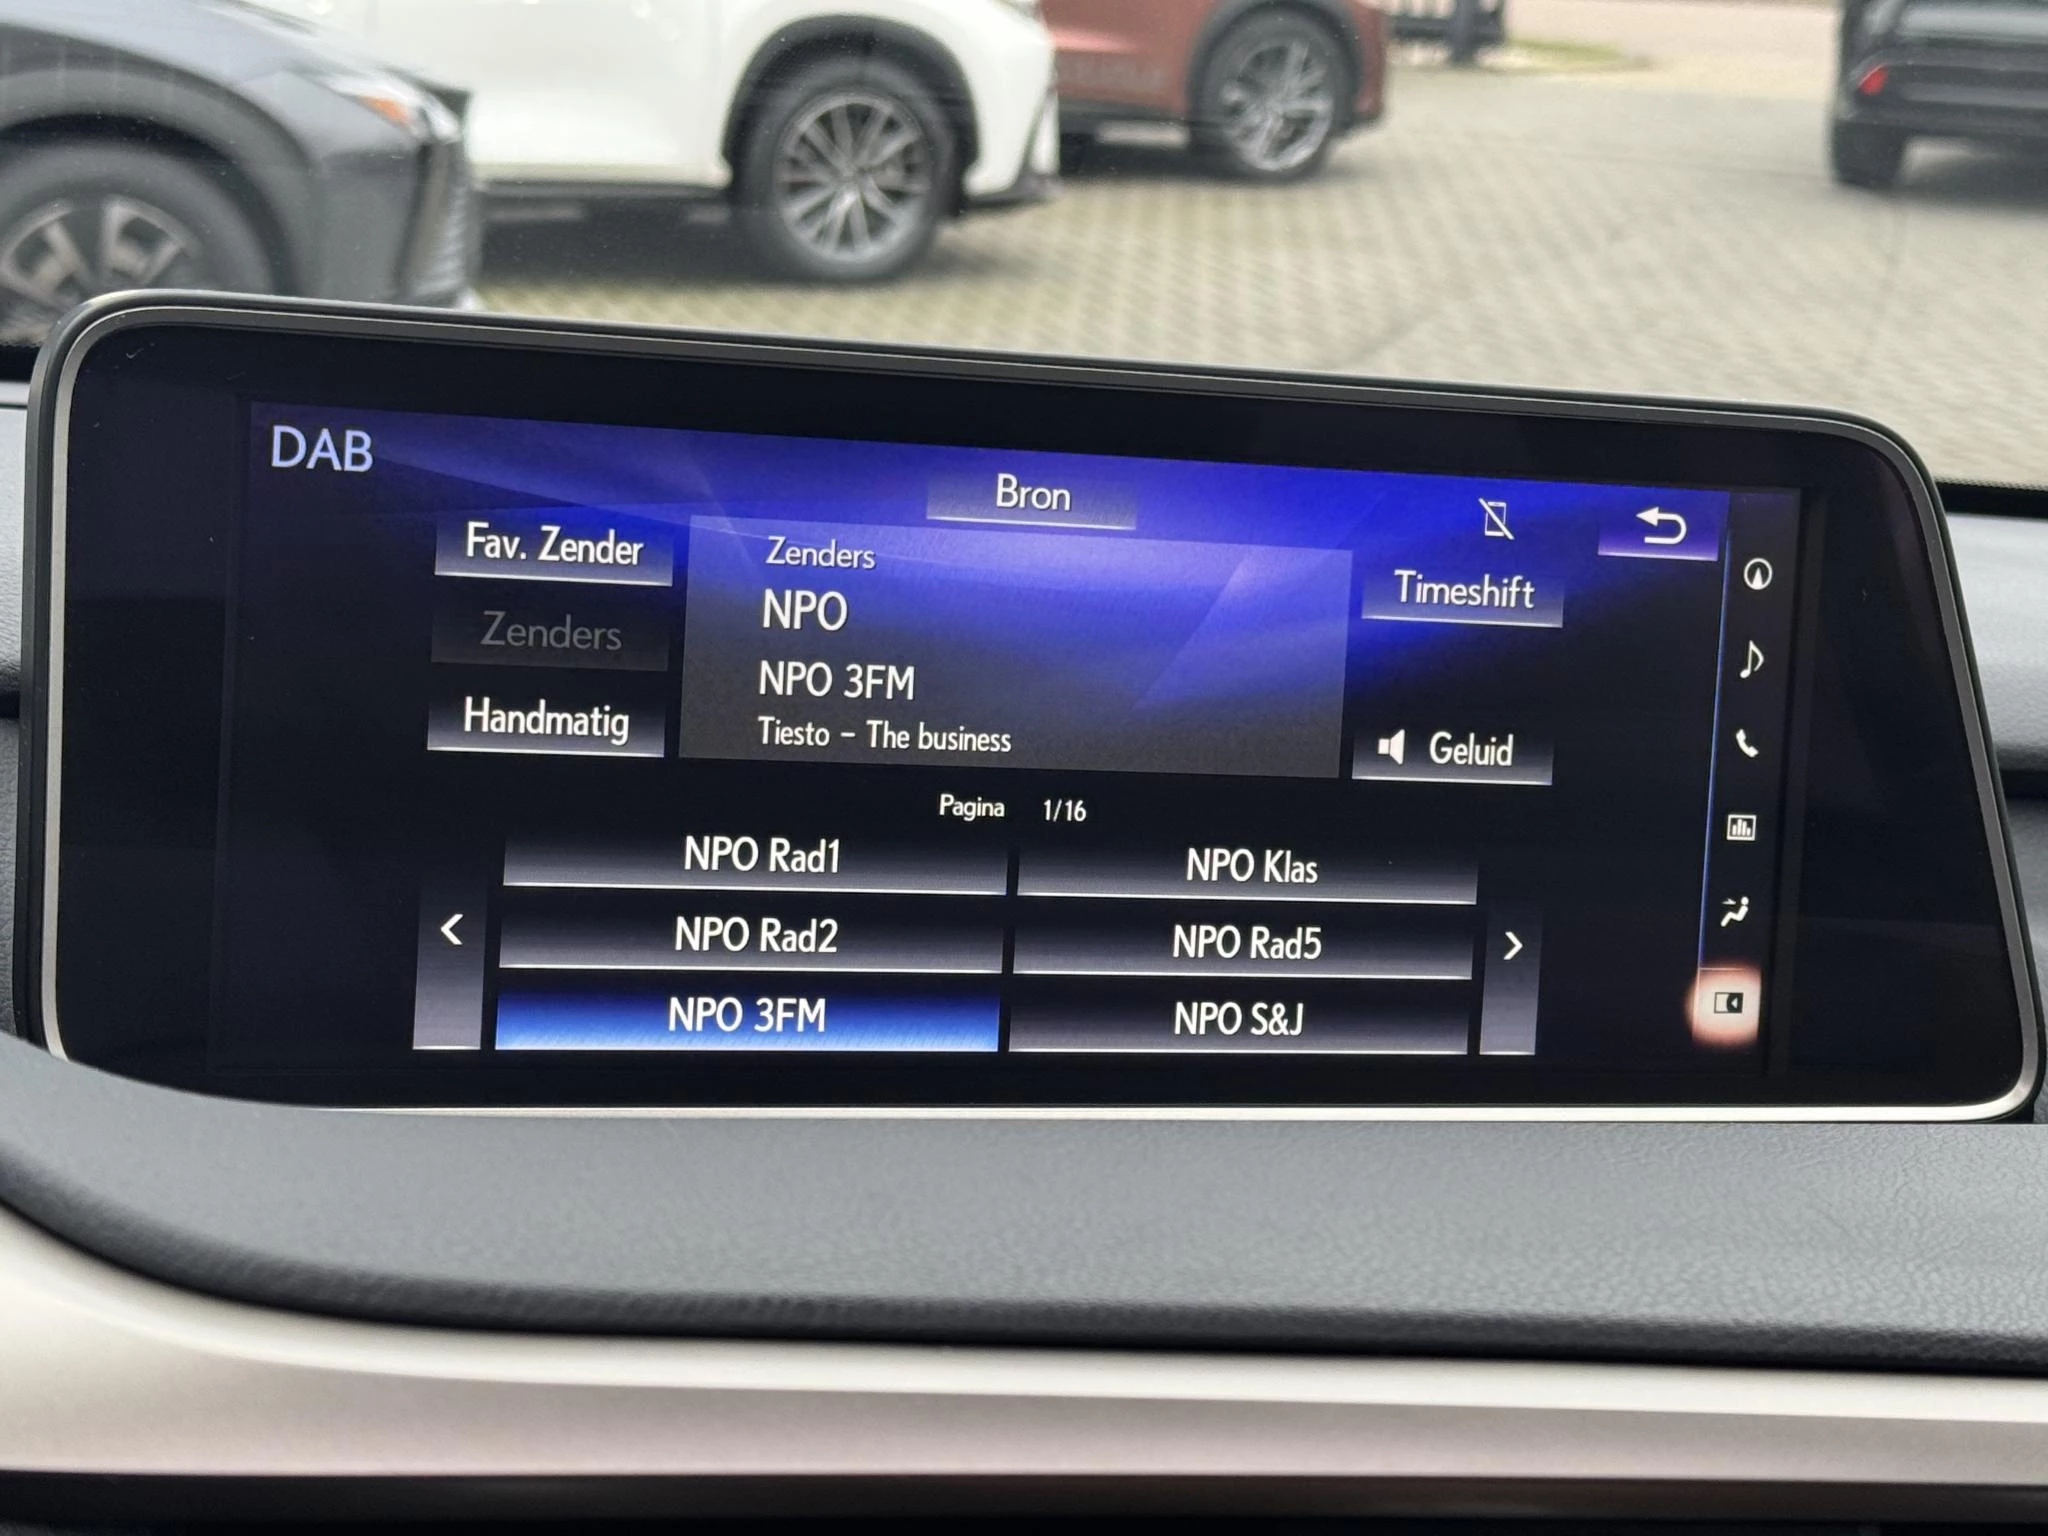 DAB
Bron
Fav. Zender
Zenders
Handmatig
Zenders
NPO
NPO 3FM
Tiesto – The business
Timeshift
Geluid
Pagina 1/16
NPO Rad1
NPO Klas
NPO Rad2
NPO Rad5
NPO 3FM
NPO S&J